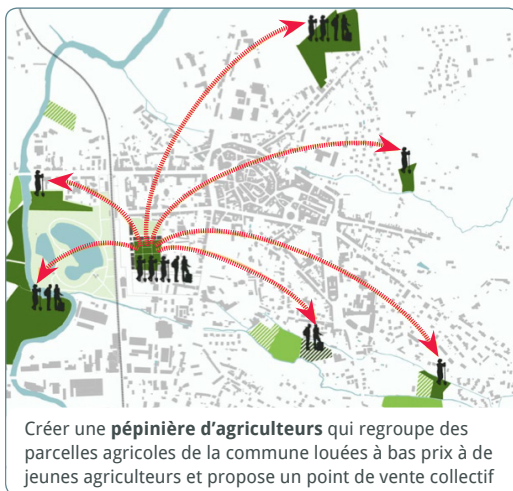 Créer une pépinière d’agriculteurs qui regroupe des
parcelles agricoles de la commune louées à bas prix à de
jeunes agriculteurs et propose un point de vente collectif